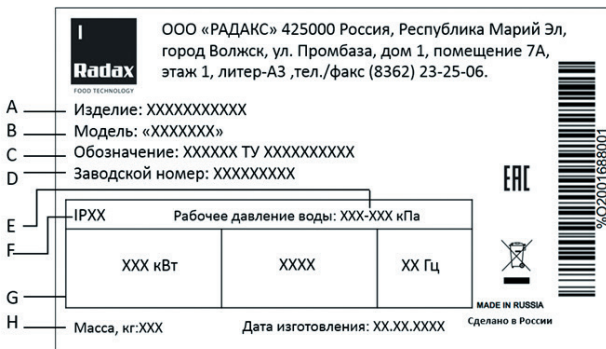 I
Radax
FOOD TECHNOLOGY
ООО «РАДАКС» 425000 Россия, Республика Марий Эл,
город Волжск, ул. Промбаза, дом 1, помещение 7А,
этаж 1, литер-А3 ,тел./факс (8362) 23-25-06.
A Изделие: XXXXXXXXXXX
B Модель: «XXXXXXX»
C Обозначение: XXXXXX ТУ XXXXXXXXXX
D Заводской номер: XXXXXXXXX
E
F
IPXX Рабочее давление воды: XXX-XXX кПа
XXX кВт XXXX XX Гц
G
H Масса, кг:XXX Дата изготовления: XX.XX.XXXX
EAC
MADE IN RUSSIA
Сделано в России
%O2001688001